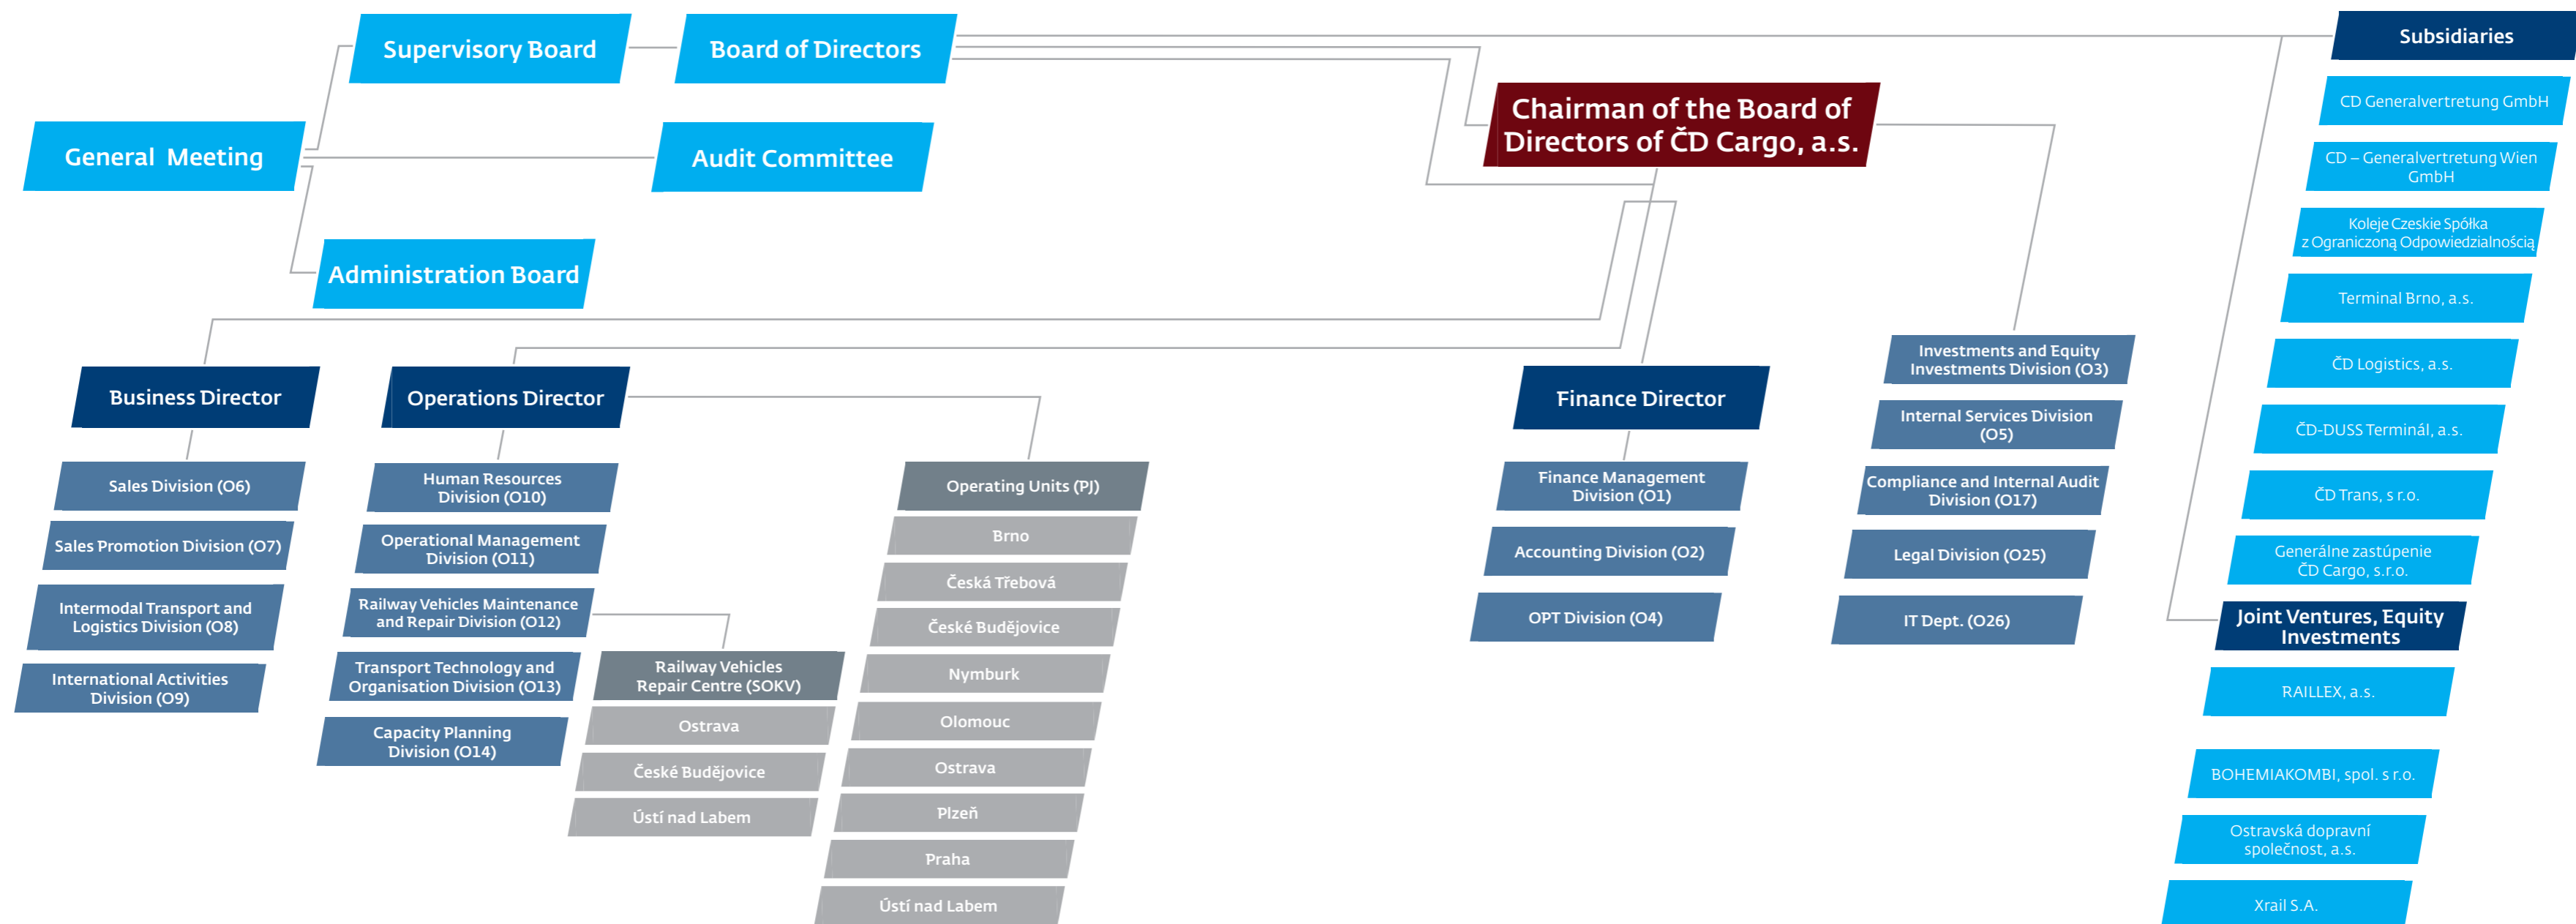 Supervisory Board
Board of Directors
General Meeting
Audit Committee
Administration Board
Chairman of the Board of
Directors of ČD Cargo, a.s.
Business Director
Sales Division (O6)
Sales Promotion Division (O7)
Intermodal Transport and
Logistics Division (O8)
International Activities
Division (O9)
Operations Director
Human Resources
Division (O10)
Operational Management
Division (O11)
Railway Vehicles Maintenance
and Repair Division (O12)
Transport Technology and
Organisation Division (O13)
Capacity Planning
Division (O14)
Railway Vehicles
Repair Centre (SOKV)
Ostrava
České Budějovice
Ústí nad Labem
Operating Units (PJ)
Brno
Česká Třebová
České Budějovice
Nymburk
Olomouc
Ostrava
Plzeň
Praha
Ústí nad Labem
Finance Director
Finance Management
Division (O1)
Accounting Division (O2)
OPT Division (O4)
Investments and Equity
Investments Division (O3)
Internal Services Division
(O5)
Compliance and Internal Audit
Division (O17)
Legal Division (O25)
IT Dept. (O26)
Subsidiaries
CD Generalvertretung GmbH
CD – Generalvertretung Wien
GmbH
Koleje Czeskie Spółka
z Ograniczoną Odpowiedzialnością
Terminal Brno, a.s.
ČD Logistics, a.s.
ČD-DUSS Terminál, a.s.
ČD Trans, s r.o.
Generálne zastúpenie
ČD Cargo, s.r.o.
Joint Ventures, Equity
Investments
RAILLEX, a.s.
BOHEMIAKOMBI, spol. s r.o.
Ostravská dopravní
společnost, a.s.
Xrail S.A.